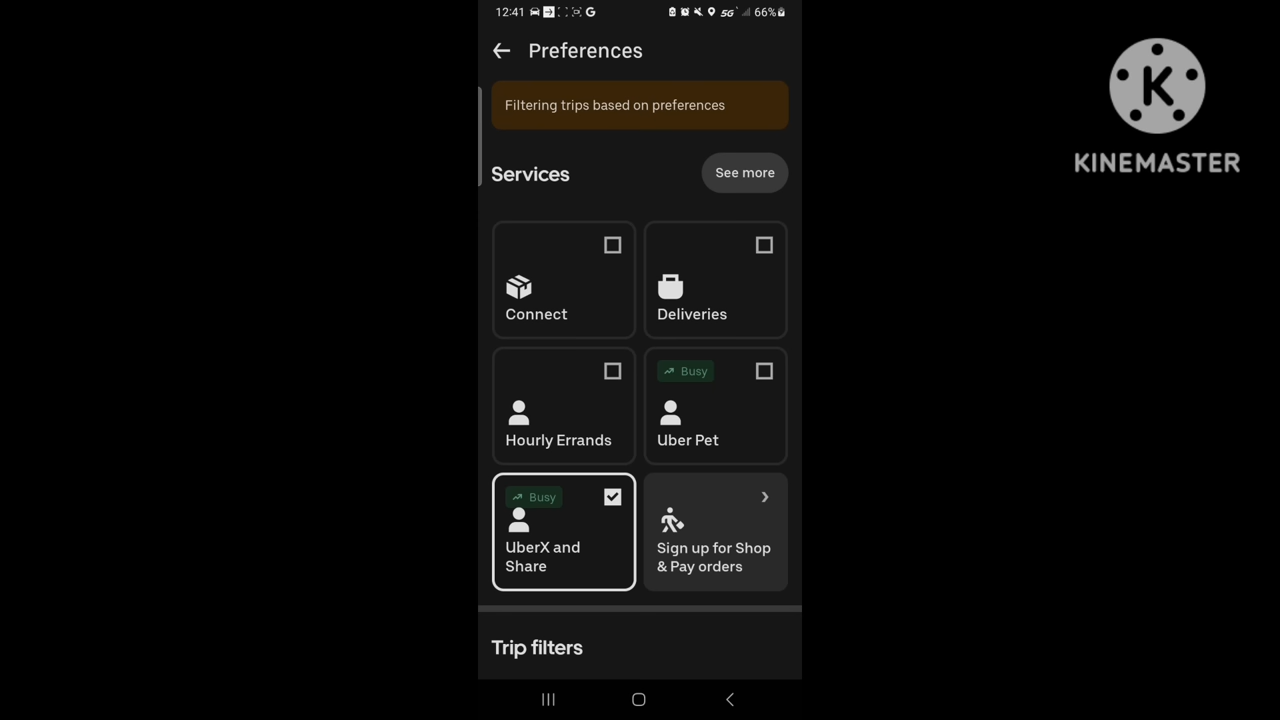 12:41
5G
66%
Preferences
Filtering trips based on preferences
Services
See more
Connect
Deliveries
Hourly Errands
Busy
Uber Pet
Busy
UberX and
Share
Sign up for Shop
& Pay orders
Trip filters
K
KINEMASTER